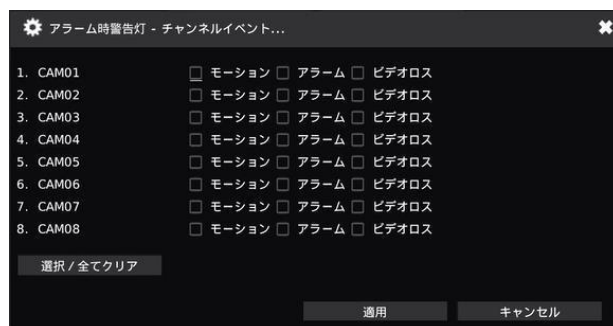 アラーム時警告灯 - チャンネルイベント...
1. CAM01 モーション アラーム ビデオロス
2. CAM02 モーション アラーム ビデオロス
3. CAM03 モーション アラーム ビデオロス
4. CAM04 モーション アラーム ビデオロス
5. CAM05 モーション アラーム ビデオロス
6. CAM06 モーション アラーム ビデオロス
7. CAM07 モーション アラーム ビデオロス
8. CAM08 モーション アラーム ビデオロス
選択 / 全てクリア
適用 キャンセル